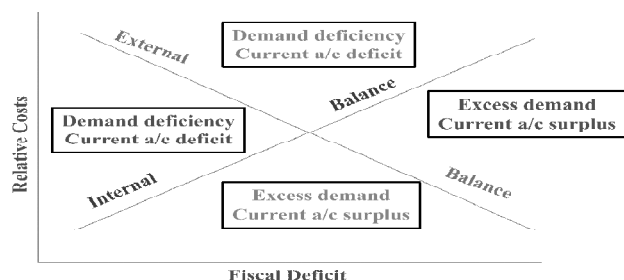 Demand deficiency
Current a/c deficit
External
Balance
Excess demand
Current a/c surplus
Demand deficiency
Current a/c deficit
Relative Costs
Internal
Excess demand
Current a/c surplus
Balance
Fiscal Deficit